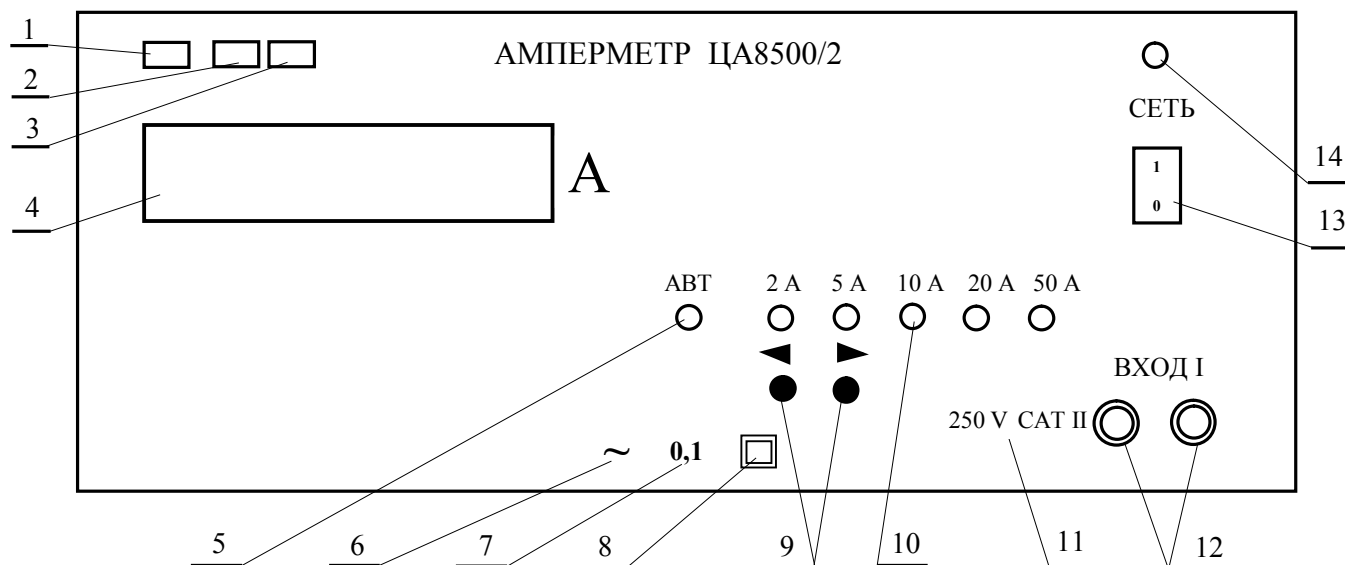 1
2
3
4
АМПЕРМЕТР ЦА8500/2
СЕТЬ
1
0
14
13
А
АВТ 2 А 5 А 10 А 20 А 50 А
ВХОД I
250 V CAT II
~ 0,1
5 6 7 8 9 10 11 12